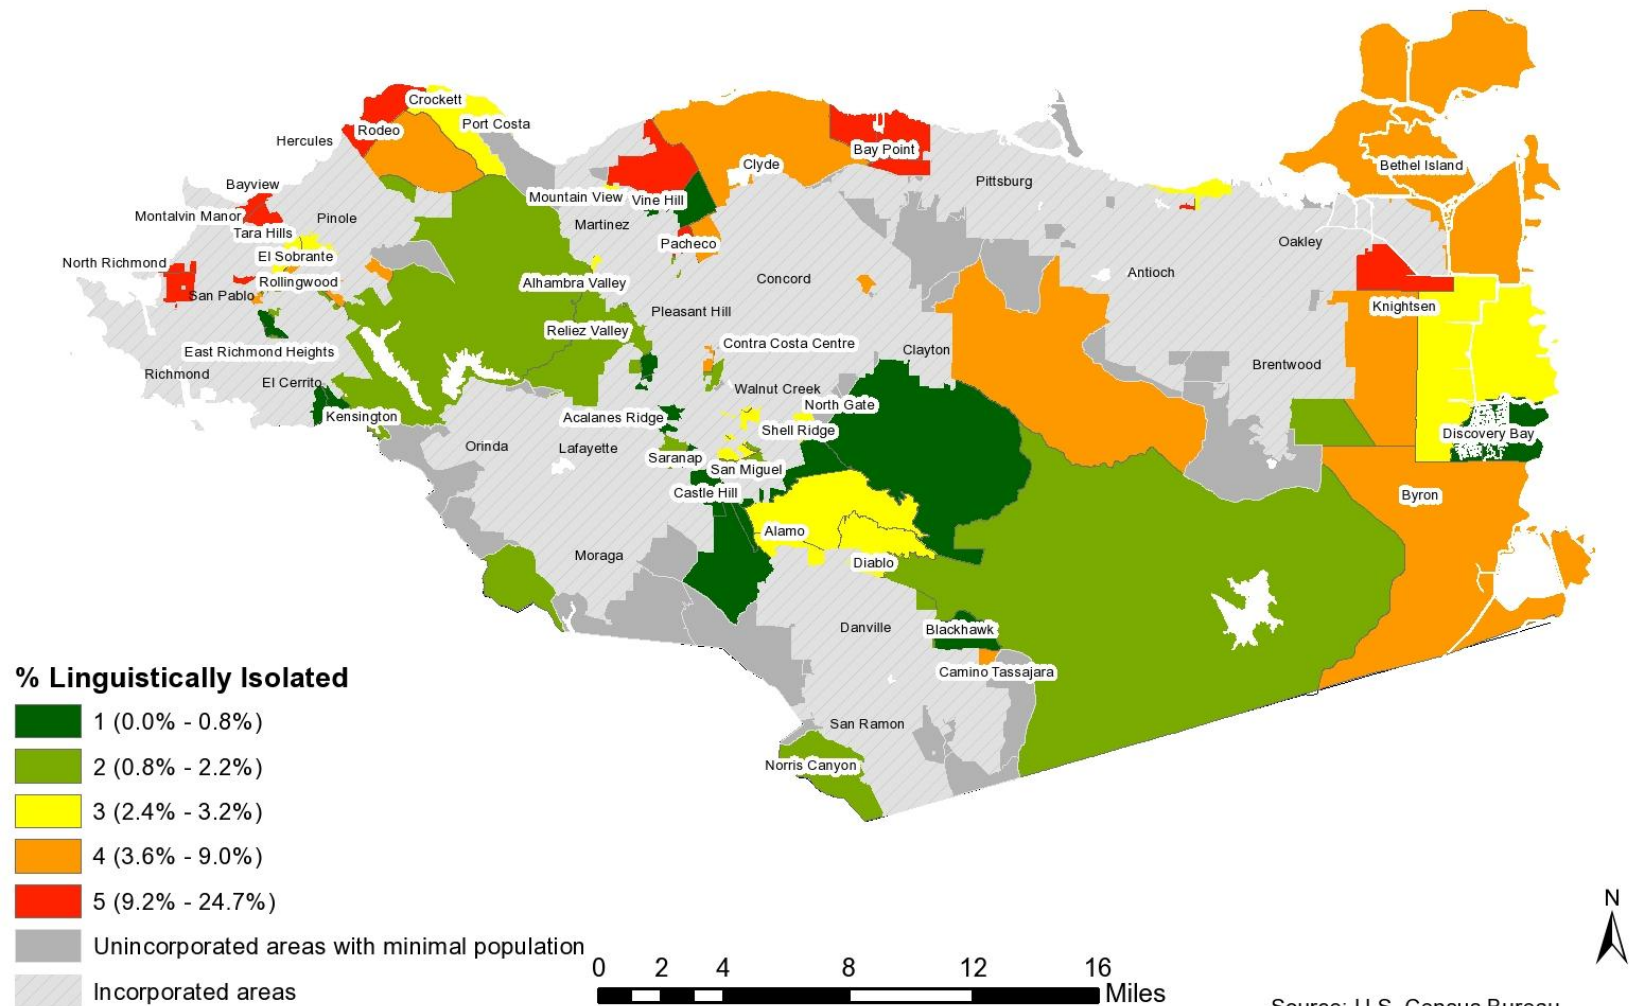 Crockett
Port Costa
Rodeo
Hercules
Bay Point
Clyde
Bethel Island
Pittsburg
Bayview
Mountain View
Vine Hill
Montalvin Manor
Pinole
Martinez
Tara Hills
Pacheco
Oakley
El Sobrante
North Richmond
Antioch
Rollingwood
Alhambra Valley
Concord
San Pablo
Knightsen
Pleasant Hill
Reliez Valley
Contra Costa Centre
East Richmond Heights
Clayton
Brentwood
Richmond
El Cerrito
Walnut Creek
North Gate
Kensington
Acalanes Ridge
Shell Ridge
Discovery Bay
Orinda
Lafayette
Saranap
San Miguel
Castle Hill
Byron
Alamo
Moraga
Diablo
Danville
Blackhawk
Camino Tassajara
San Ramon
Norris Canyon
% Linguistically Isolated
1 (0.0% - 0.8%)
2 (0.8% - 2.2%)
3 (2.4% - 3.2%)
4 (3.6% - 9.0%)
5 (9.2% - 24.7%)
Unincorporated areas with minimal population
Incorporated areas
0 2 4 8 12 16
Miles
N
Source: U.S. Census Bureau